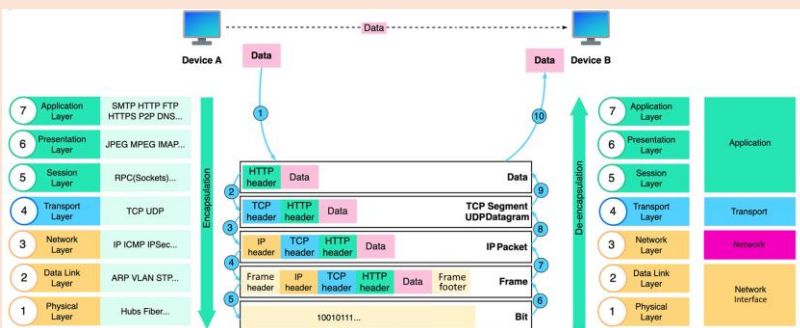 Data
Device A
Device B
Data
Data
1
10
7
Application
Layer
SMTP HTTP FTP
HTTPS P2P DNS...
6
Presentation
Layer
JPEG MPEG IMAP...
5
Session
Layer
RPC(Sockets)...
4
Transport
Layer
TCP UDP
3
Network
Layer
IP ICMP IPSec...
2
Data Link
Layer
ARP VLAN STP...
1
Physical
Layer
Hubs Fiber...
Encapsulation
2
HTTP
header
Data
Data
9
3
TCP
header
HTTP
header
Data
TCP Segment
UDPDatagram
8
4
IP
header
TCP
header
HTTP
header
Data
IP Packet
7
5
Frame
header
IP
header
TCP
header
HTTP
header
Data
Frame
footer
Frame
6
10010111...
Bit
De-encapsulation
7
Application
Layer
6
Presentation
Layer
5
Session
Layer
4
Transport
Layer
3
Network
Layer
2
Data Link
Layer
1
Physical
Layer
Application
Transport
Network
Network
Interface